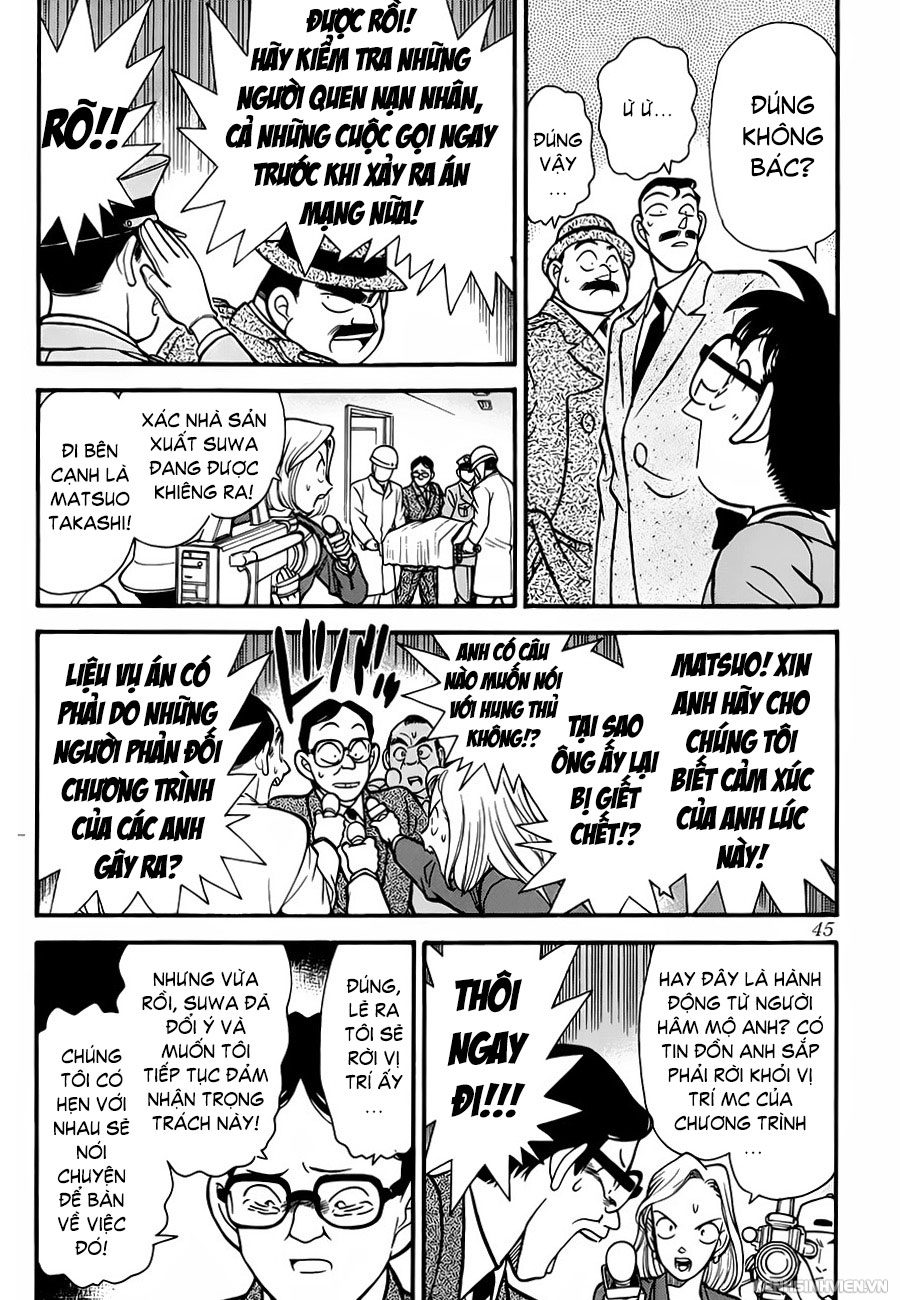 ĐÚNG
KHÔNG
BÁC?
Ừ Ừ...
ĐÚNG
VẬY
...
ĐƯỢC RỒI!
HÃY KIỂM TRA NHỮNG
NGƯỜI QUEN NẠN NHÂN,
CẢ NHỮNG CUỘC GỌI NGAY
TRƯỚC KHI XẢY RA ÁN
MẠNG NỮA!
RÕ!!
XÁC NHÀ SẢN
XUẤT SUWA
ĐANG ĐƯỢC
KHIÊNG RA!
ĐI BÊN
CẠNH LÀ
MATSUO
TAKASHI!
MATSUO! XIN
ANH HÃY CHO
CHÚNG TÔI
BIẾT CẢM XÚC
CỦA ANH LÚC
NÀY!
TẠI SAO
ÔNG ẤY LẠI
BỊ GIẾT
CHẾT!?
ANH CÓ CÂU
NÀO MUỐN NÓI
VỚI HUNG THỦ
KHÔNG!?
LIỆU VỤ ÁN CÓ
PHẢI DO NHỮNG
NGƯỜI PHẢN ĐỐI
CHƯƠNG TRÌNH
CỦA CÁC ANH
GÂY RA?
45
HAY ĐÂY LÀ HÀNH
ĐỘNG TỪ NGƯỜI
HÂM MỘ ANH? CÓ
TIN ĐỒN ANH SẮP
PHẢI RỜI KHỎI VỊ
TRÍ MC CỦA
CHƯƠNG TRÌNH
...
THÔI
NGAY
ĐI!!!
ĐÚNG,
LẼ RA
TÔI SẼ
RỜI VỊ
TRÍ ẤY
...
NHƯNG VỪA
RỒI, SUWA ĐÃ
ĐỔI Ý VÀ
MUỐN TÔI
TIẾP TỤC ĐẢM
NHẬN TRỌNG
TRÁCH NÀY!
CHÚNG
TÔI CÓ
HẸN VỚI
NHAU SẼ
NÓI
CHUYỆN
ĐỂ BÀN
VỀ VIỆC
ĐÓ!